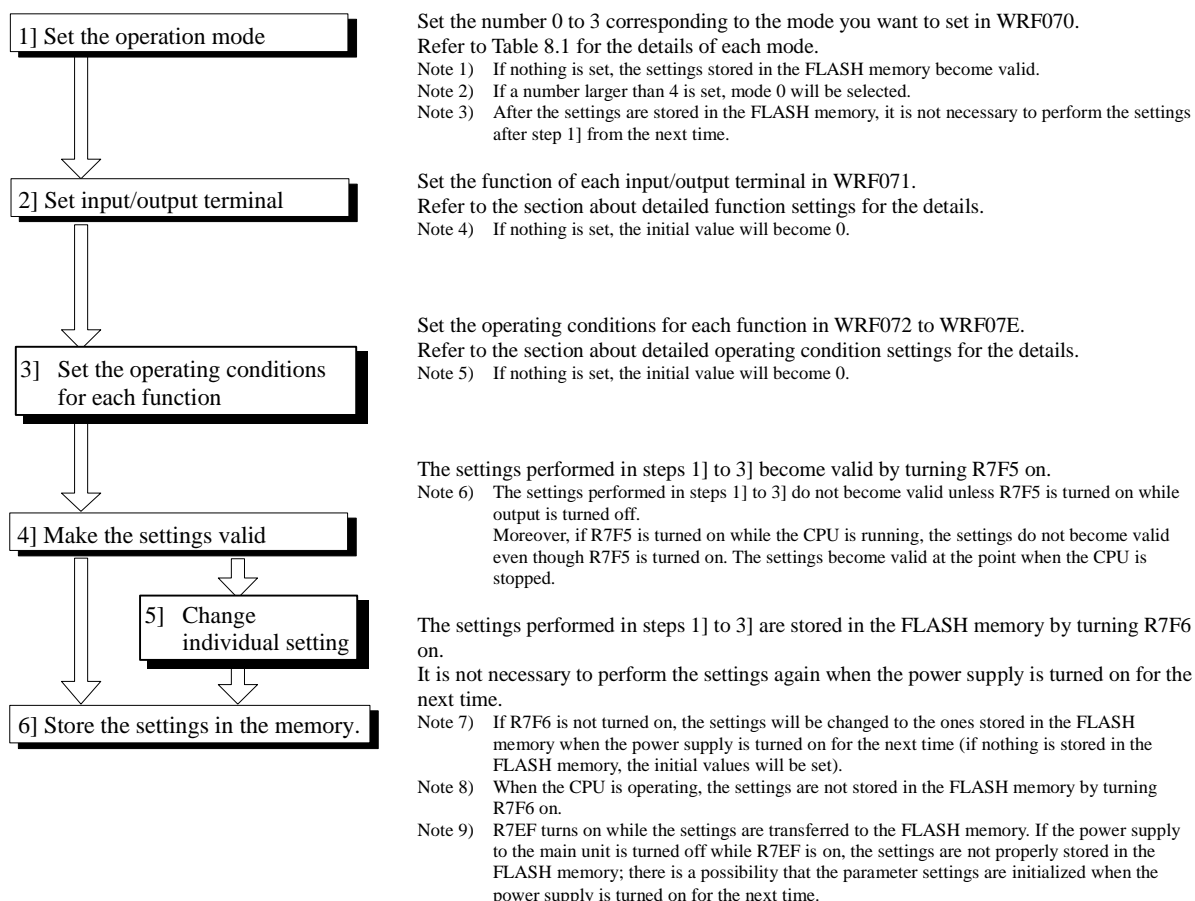 1] Set the operation mode
Set the number 0 to 3 corresponding to the mode you want to set in WRF070.
Refer to Table 8.1 for the details of each mode.
Note 1) If nothing is set, the settings stored in the FLASH memory become valid.
Note 2) If a number larger than 4 is set, mode 0 will be selected.
Note 3) After the settings are stored in the FLASH memory, it is not necessary to perform the settings
after step 1] from the next time.
2] Set input/output terminal
Set the function of each input/output terminal in WRF071.
Refer to the section about detailed function settings for the details.
Note 4) If nothing is set, the initial value will become 0.
3] Set the operating conditions
for each function
Set the operating conditions for each function in WRF072 to WRF07E.
Refer to the section about detailed operating condition settings for the details.
Note 5) If nothing is set, the initial value will become 0.
4] Make the settings valid
The settings performed in steps 1] to 3] become valid by turning R7F5 on.
Note 6) The settings performed in steps 1] to 3] do not become valid unless R7F5 is turned on while
output is turned off.
Moreover, if R7F5 is turned on while the CPU is running, the settings do not become valid
even though R7F5 is turned on. The settings become valid at the point when the CPU is
stopped.
5] Change
individual setting
6] Store the settings in the memory.
The settings performed in steps 1] to 3] are stored in the FLASH memory by turning R7F6
on.
It is not necessary to perform the settings again when the power supply is turned on for the
next time.
Note 7) If R7F6 is not turned on, the settings will be changed to the ones stored in the FLASH
memory when the power supply is turned on for the next time (if nothing is stored in the
FLASH memory, the initial values will be set).
Note 8) When the CPU is operating, the settings are not stored in the FLASH memory by turning
R7F6 on.
Note 9) R7EF turns on while the settings are transferred to the FLASH memory. If the power supply
to the main unit is turned off while R7EF is on, the settings are not properly stored in the
FLASH memory; there is a possibility that the parameter settings are initialized when the
power supply is turned on for the next time.